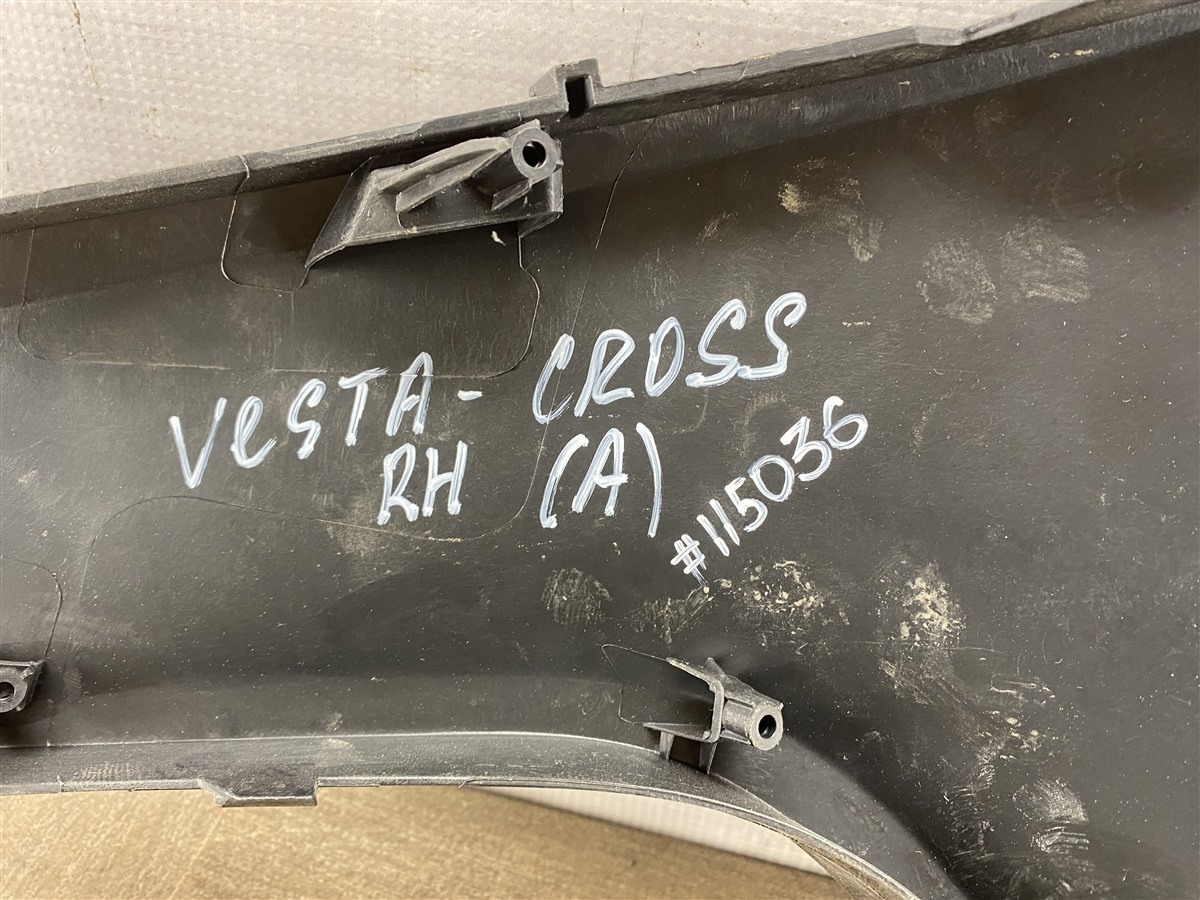 VESTA - CROSS
RH (A)
#115036